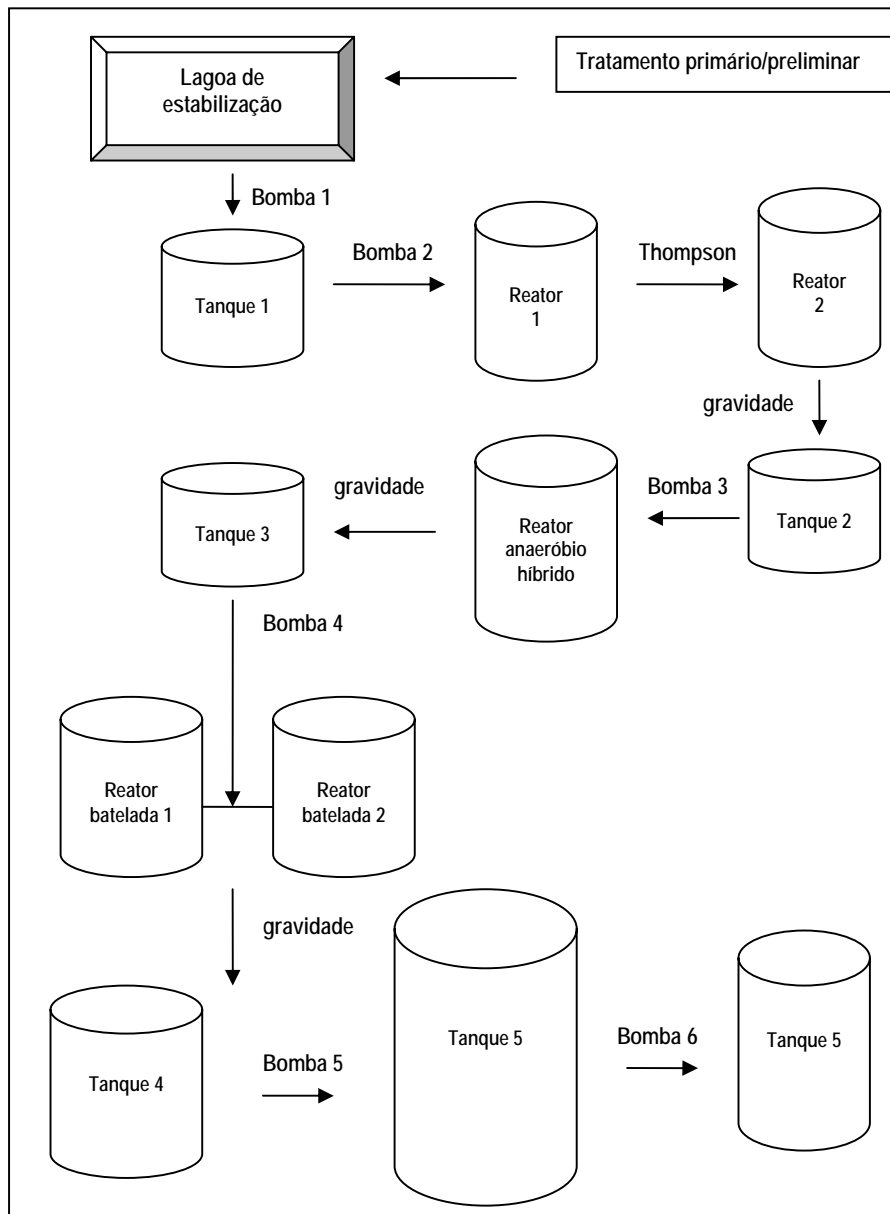 Lagoa de
estabilização
Tratamento primário/preliminar
Bomba 1
Tanque 1
Bomba 2
Reator
1
Thompson
Reator
2
gravidade
Tanque 2
Bomba 3
Reator
anaeróbio
híbrido
gravidade
Tanque 3
Bomba 4
Reator
batelada 1
Reator
batelada 2
gravidade
Tanque 4
Bomba 5
Tanque 5
Bomba 6
Tanque 5